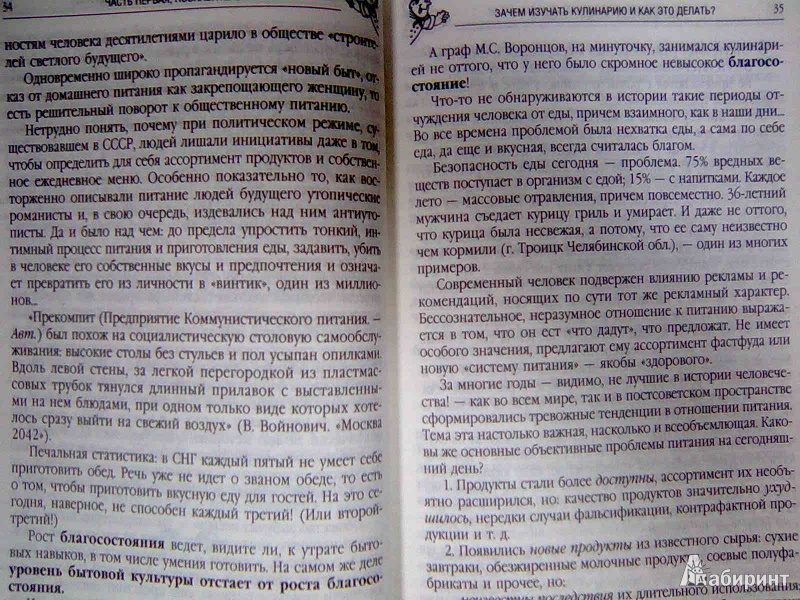 34
ЧАСТЬ ПЕРВАЯ,
ностям человека десятилетиями царило в обществе «строите-
лей светлого будущего».
Одновременно широко пропагандируется «новый быт», от-
каз от домашнего питания как закрепощающего женщину, то
есть решительный поворот к общественному питанию.
Нетрудно понять, почему при политическом режиме, су-
ществовавшем в СССР, людей лишали инициативы даже в том,
чтобы определить для себя ассортимент продуктов и собствен-
ное ежедневное меню. Особенно показательно то, как вос-
торженно описывали питание людей будущего утопические
романисты и, в свою очередь, издевались над ним антиуто-
писты. Да и было над чем: до предела упростить тонкий, ин-
тимный процесс питания и приготовления еды, задавить, убить
в человеке его собственные вкусы и предпочтения и означа-
ет превратить его из личности в «винтик», один из миллио-
нов...
«Прекомпит (Предприятие Коммунистического питания. —
Авт.) был похож на социалистическую столовую самообслу-
живания: высокие столы без стульев и пол усыпан опилками.
Вдоль левой стены, за легкой перегородкой из пластмас-
совых трубок тянулся длинный прилавок с выставленны-
ми на нем блюдами, при одном только виде которых хоте-
лось сразу выйти на свежий воздух» (В. Войнович. «Москва
2042»).
Печальная статистика: в СНГ каждый пятый не умеет себе
приготовить обед. Речь уже не идет о званом обеде, то есть
о том, чтобы приготовить вкусную еду для гостей. На это се-
годня, наверное, не способен каждый третий! (Или второй-
третий!)
Рост благосостояния ведет, видите ли, к утрате быто-
вых навыков, в том числе умения готовить. На самом же деле
уровень бытовой культуры отстает от роста благосо-
стояния.
ЗАЧЕМ ИЗУЧАТЬ КУЛИНАРИЮ И КАК ЭТО ДЕЛАТЬ?
35
А граф М.С. Воронцов, на минуточку, занимался кулинари-
ей не оттого, что у него было скромное невысокое благосо-
стояние!
Что-то не обнаруживаются в истории такие периоды от-
чуждения человека от еды, причем взаимного, как в наши дни...
Во все времена проблемой была нехватка еды, а сама по себе
еда, да еще и вкусная, всегда считалась благом.
Безопасность еды сегодня — проблема. 75% вредных ве-
ществ поступает в организм с едой; 15% — с напитками. Каждое
лето — массовые отравления, причем повсеместно. 36-летний
мужчина съедает курицу гриль и умирает. И даже не оттого,
что курица была несвежая, а потому, что ее саму неизвестно
чем кормили (г. Троицк Челябинской обл.), — один из многих
примеров.
Современный человек подвержен влиянию рекламы и ре-
комендаций, носящих по сути тот же рекламный характер.
Бессознательное, неразумное отношение к питанию выража-
ется в том, что он ест «что дадут», что предложат. Не имеет
особого значения, предлагают ему ассортимент фастфуда или
новую «систему питания» — якобы «здорового».
За многие годы — видимо, не лучшие в истории человече-
ства! — как во всем мире, так и в постсоветском пространстве
сформировались тревожные тенденции в отношении питания.
Тема эта настолько важная, насколько и всеобъемлющая. Како-
вы же основные объективные проблемы питания на сегодняш-
ний день?
1. Продукты стали более доступны, ассортимент их необъ-
ятно расширился, но: качество продуктов значительно ухуд-
шилось, нередки случаи фальсификации, контрафактной про-
дукции и т. д.
2. Появились новые продукты из известного сырья: сухие
завтраки, обезжиренные молочные продукты, соевые полуфа-
брикаты и прочее, но:
неизвестны последствия их длительного использования:
Лабиринт